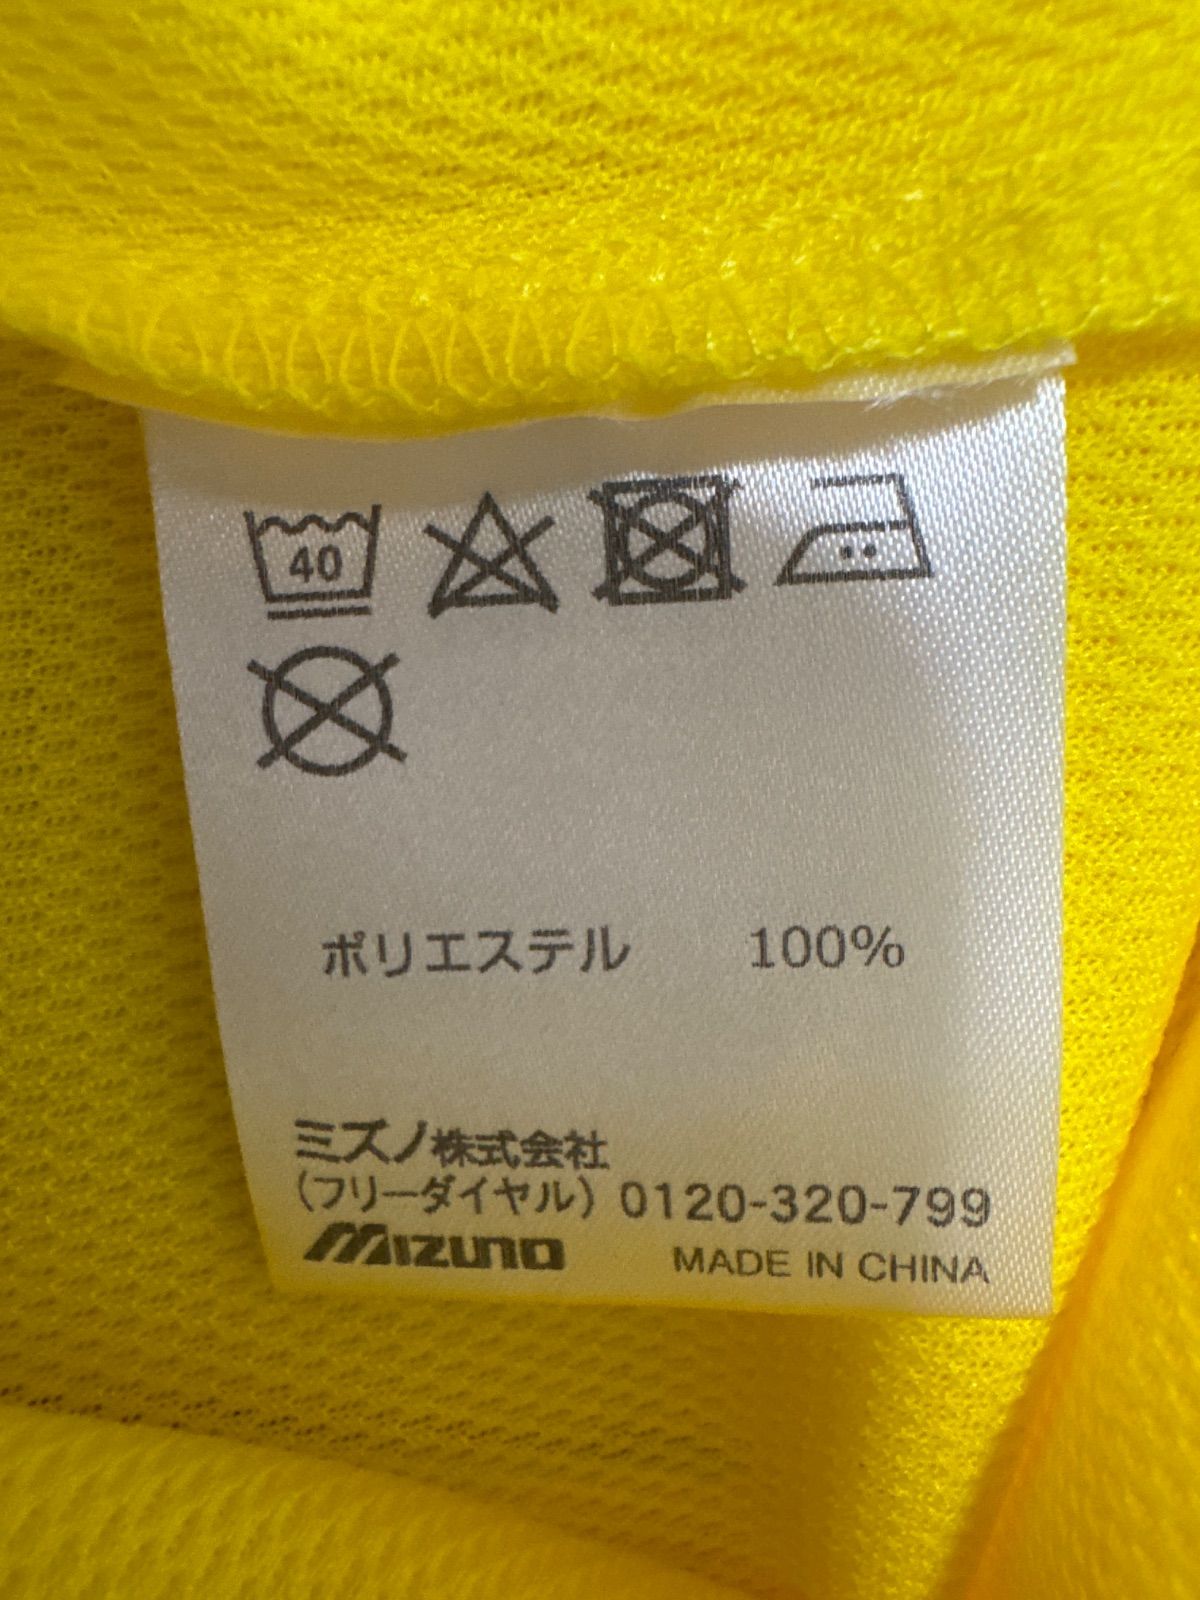 40
ポリエステル 100%
ミズノ株式会社
(フリーダイヤル) 0120-320-799
MIZUNO MADE IN CHINA